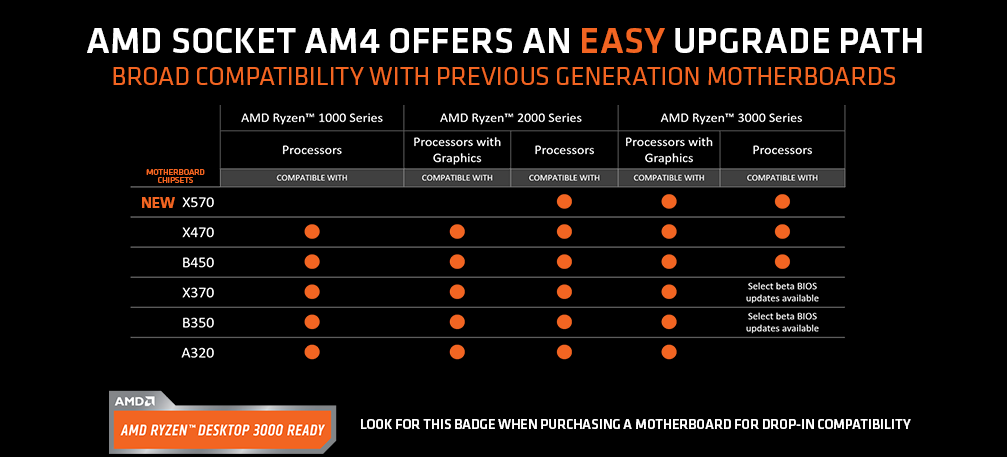 AMD SOCKET AM4 OFFERS AN EASY UPGRADE PATH
BROAD COMPATIBILITY WITH PREVIOUS GENERATION MOTHERBOARDS
AMD Ryzen™ 1000 Series AMD Ryzen™ 2000 Series AMD Ryzen™ 3000 Series
Processors Processors with Graphics Processors Processors with Graphics Processors
MOTHERBOARD CHIPSETS COMPATIBLE WITH COMPATIBLE WITH COMPATIBLE WITH COMPATIBLE WITH COMPATIBLE WITH
NEW X570
X470
B450
X370 Select beta BIOS updates available
B350 Select beta BIOS updates available
A320
AMD
AMD RYZEN™ DESKTOP 3000 READY
LOOK FOR THIS BADGE WHEN PURCHASING A MOTHERBOARD FOR DROP-IN COMPATIBILITY